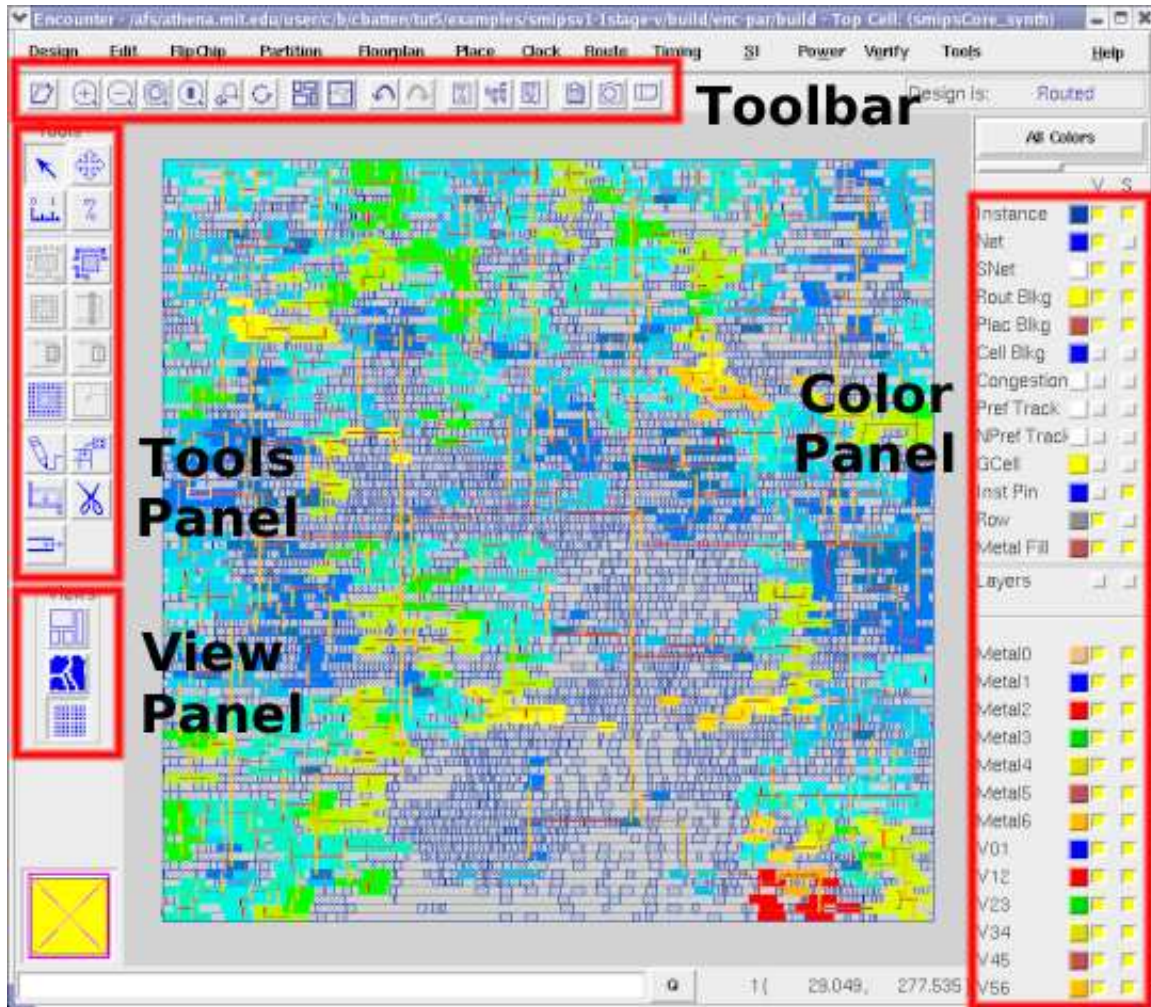 Encounter - /afs/athena.mit.edu/user/c/b/cbatten/tut5/examples/smipsv1-1stage-v/build/enc-par/build - Top Cell: (smipsCore_synth)
Design Edit FlipChip Partition Floorplan Place Clock Route Timing SI Power Verify Tools Help
Toolbar
Design is: Routed
Tools
All Colors
V S
Instance
Net
SNet
Rout Blkg
Plac Blkg
Cell Blkg
Congestion
Pref Track
NPref Track
GCell
Inst Pin
Row
Metal Fill
Layers
Color
Panel
Tools
Panel
Views
View
Panel
Metal0
Metal1
Metal2
Metal3
Metal4
Metal5
Metal6
V01
V12
V23
V34
V45
V56
Q
1 ( 29.049, 277.535